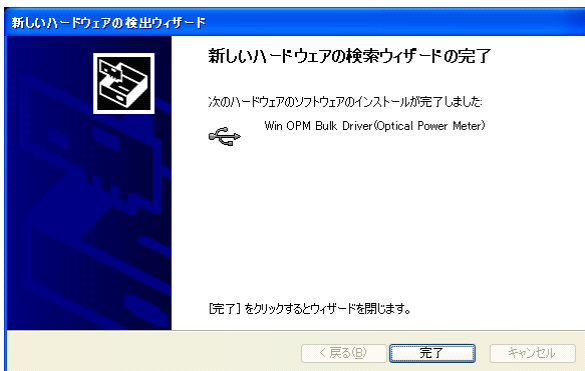 新しいハードウェアの検出ウィザード
新しいハードウェアの検索ウィザードの完了
次のハードウェアのソフトウェアのインストールが完了しました:
Win OPM Bulk Driver(Optical Power Meter)
[完了] をクリックするとウィザードを閉じます。
< 戻る(B)
完了
キャンセル